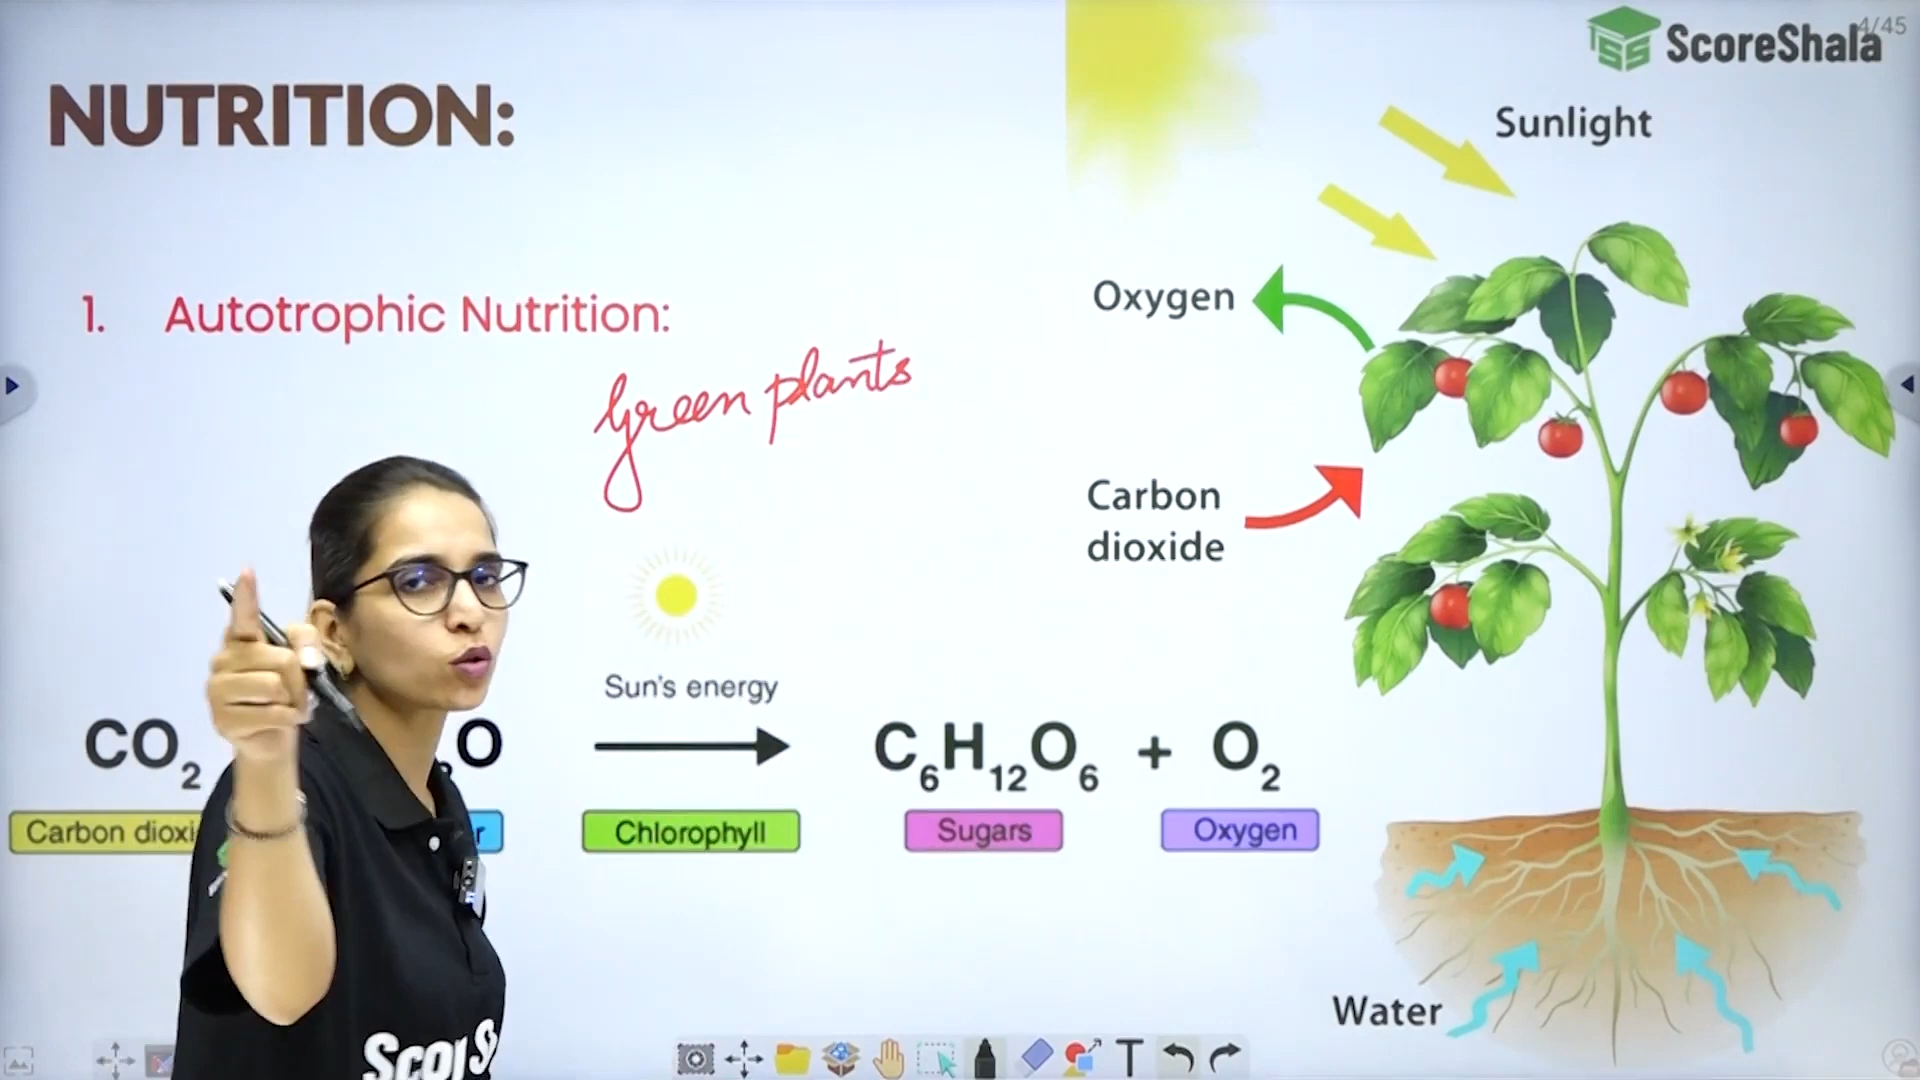 4/45
ScoreShala
NUTRITION:
Sunlight
Oxygen
1. Autotrophic Nutrition:
Green plants
Carbon
dioxide
Sun's energy
CO2 O → C6H12O6 + O2
Carbon dioxi r Chlorophyll Sugars Oxygen
Water
T